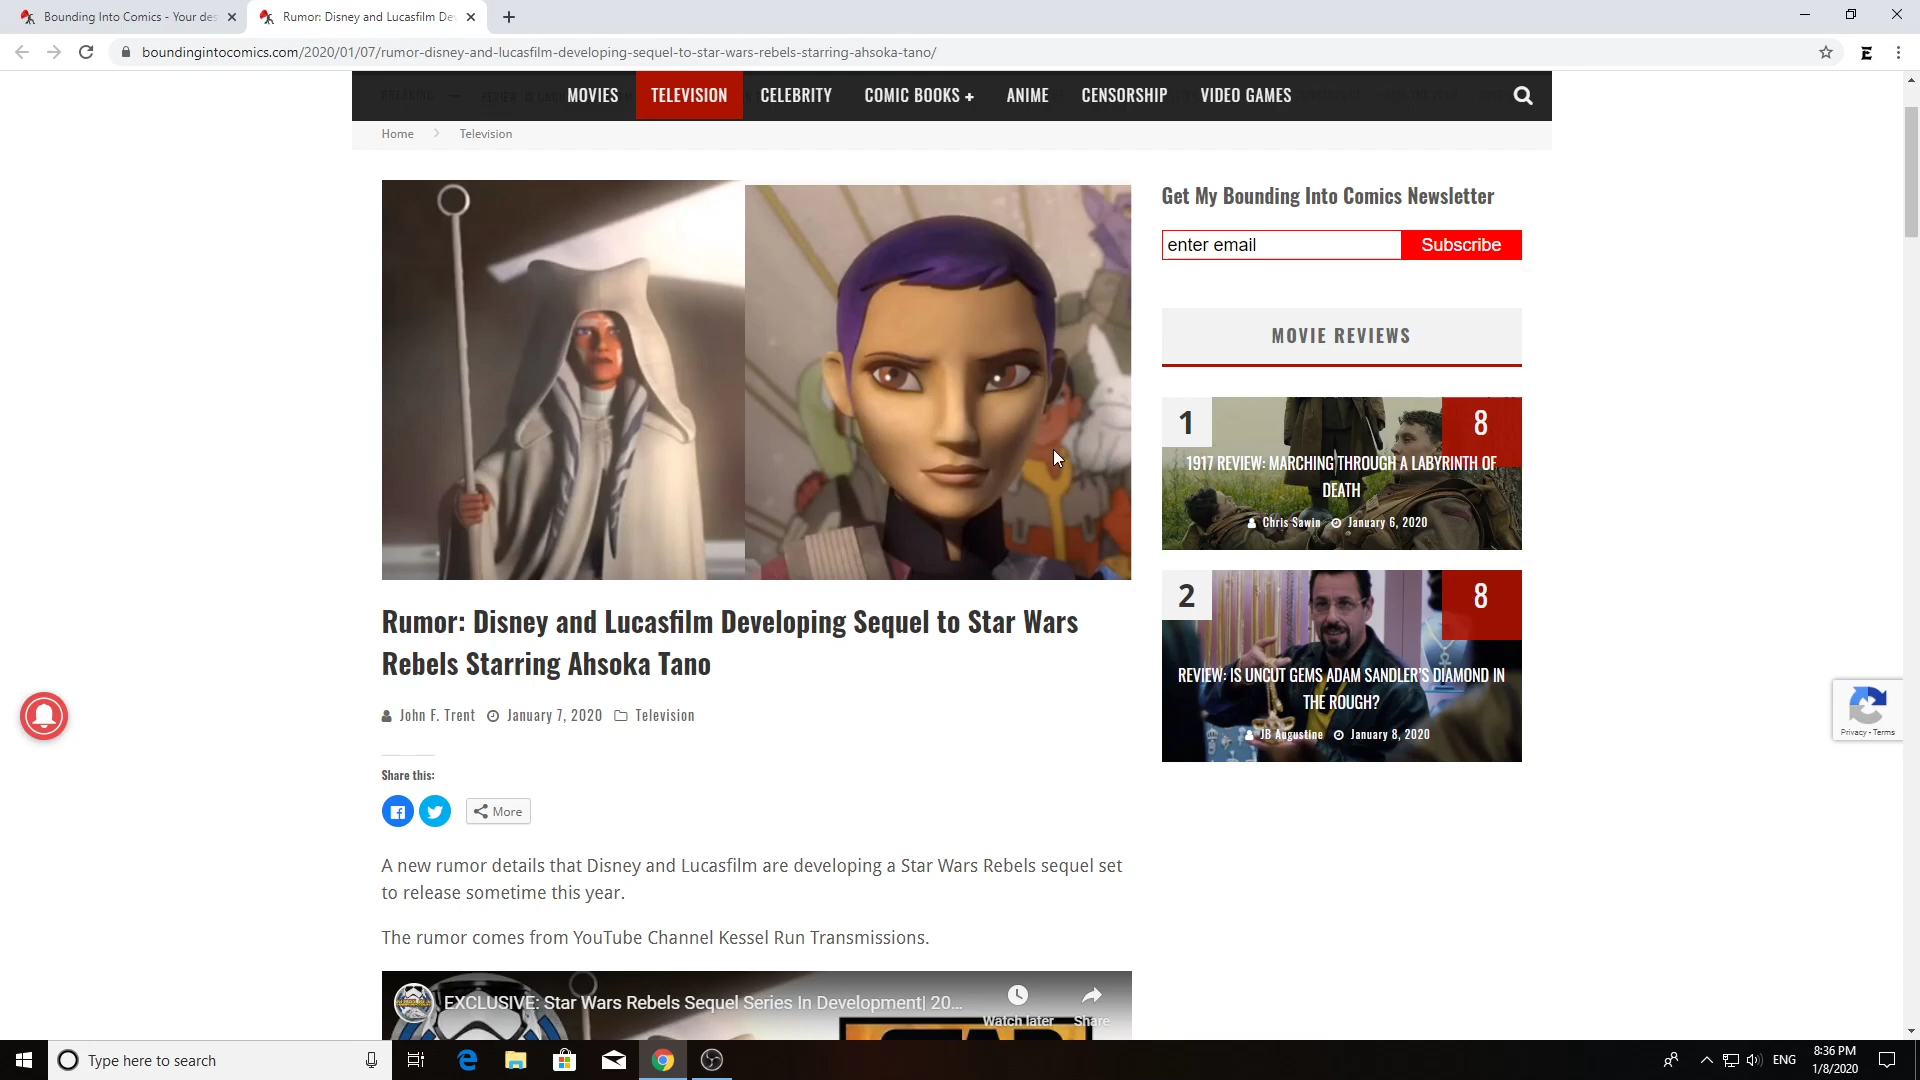 Bounding Into Comics - Your des
Rumor: Disney and Lucasfilm De
boundingintocomics.com/2020/01/07/rumor-disney-and-lucasfilm-developing-sequel-to-star-wars-rebels-starring-ahsoka-tano/
MOVIES TELEVISION CELEBRITY COMIC BOOKS + ANIME CENSORSHIP VIDEO GAMES
Home Television
Get My Bounding Into Comics Newsletter
enter email Subscribe
MOVIE REVIEWS
1 8
1917 REVIEW: MARCHING THROUGH A LABYRINTH OF
DEATH
Chris Sawin January 6, 2020
2 8
REVIEW: IS UNCUT GEMS ADAM SANDLER'S DIAMOND IN
THE ROUGH?
JB Augustine January 8, 2020
Rumor: Disney and Lucasfilm Developing Sequel to Star Wars
Rebels Starring Ahsoka Tano
John F. Trent January 7, 2020 Television
Share this:
More
A new rumor details that Disney and Lucasfilm are developing a Star Wars Rebels sequel set
to release sometime this year.
The rumor comes from YouTube Channel Kessel Run Transmissions.
EXCLUSIVE: Star Wars Rebels Sequel Series In Development| 20...
Watch later Share
Privacy - Terms
Type here to search
ENG
8:36 PM
1/8/2020